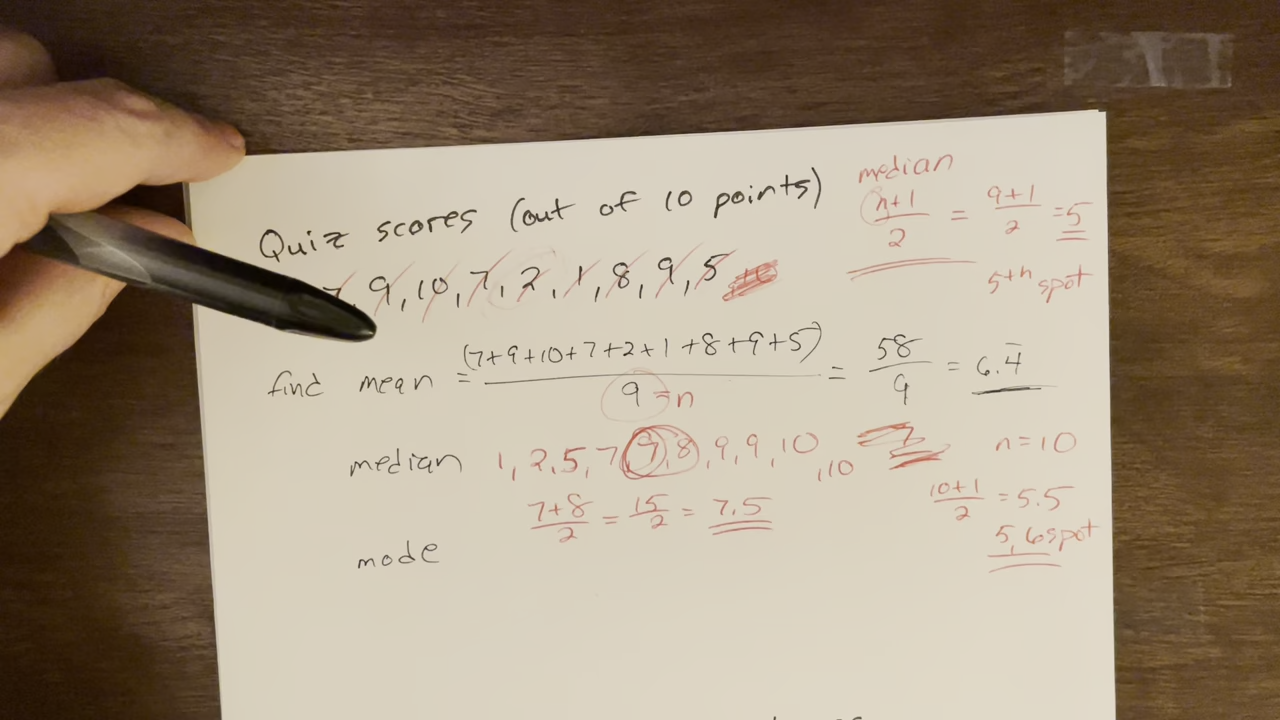 Quiz scores (out of 10 points)
7, 9, 10, 7, 2, 1, 8, 9, 5
median
n+1/2 = 9+1/2 = 5
5th spot
find mean = (7+9+10+7+2+1+8+9+5)/9=n = 58/9 = 6.4̄
median 1, 2, 5, 7, 7, 8, 9, 9, 10, 10
7+8/2 = 15/2 = 7.5
n=10
10+1/2 = 5.5
5, 6 spot
mode